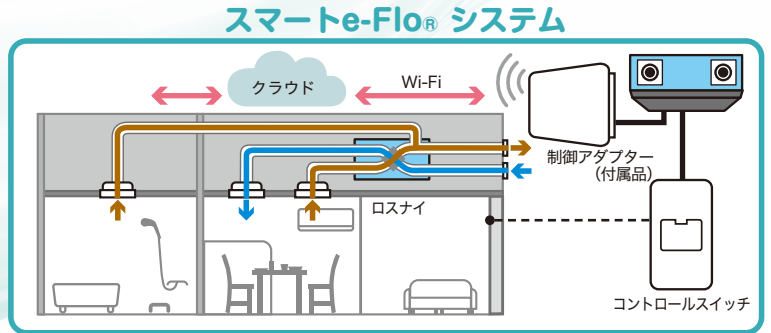 スマートe-Flo® システム
クラウド
Wi-Fi
制御アダプター
（付属品）
ロスナイ
コントロールスイッチ